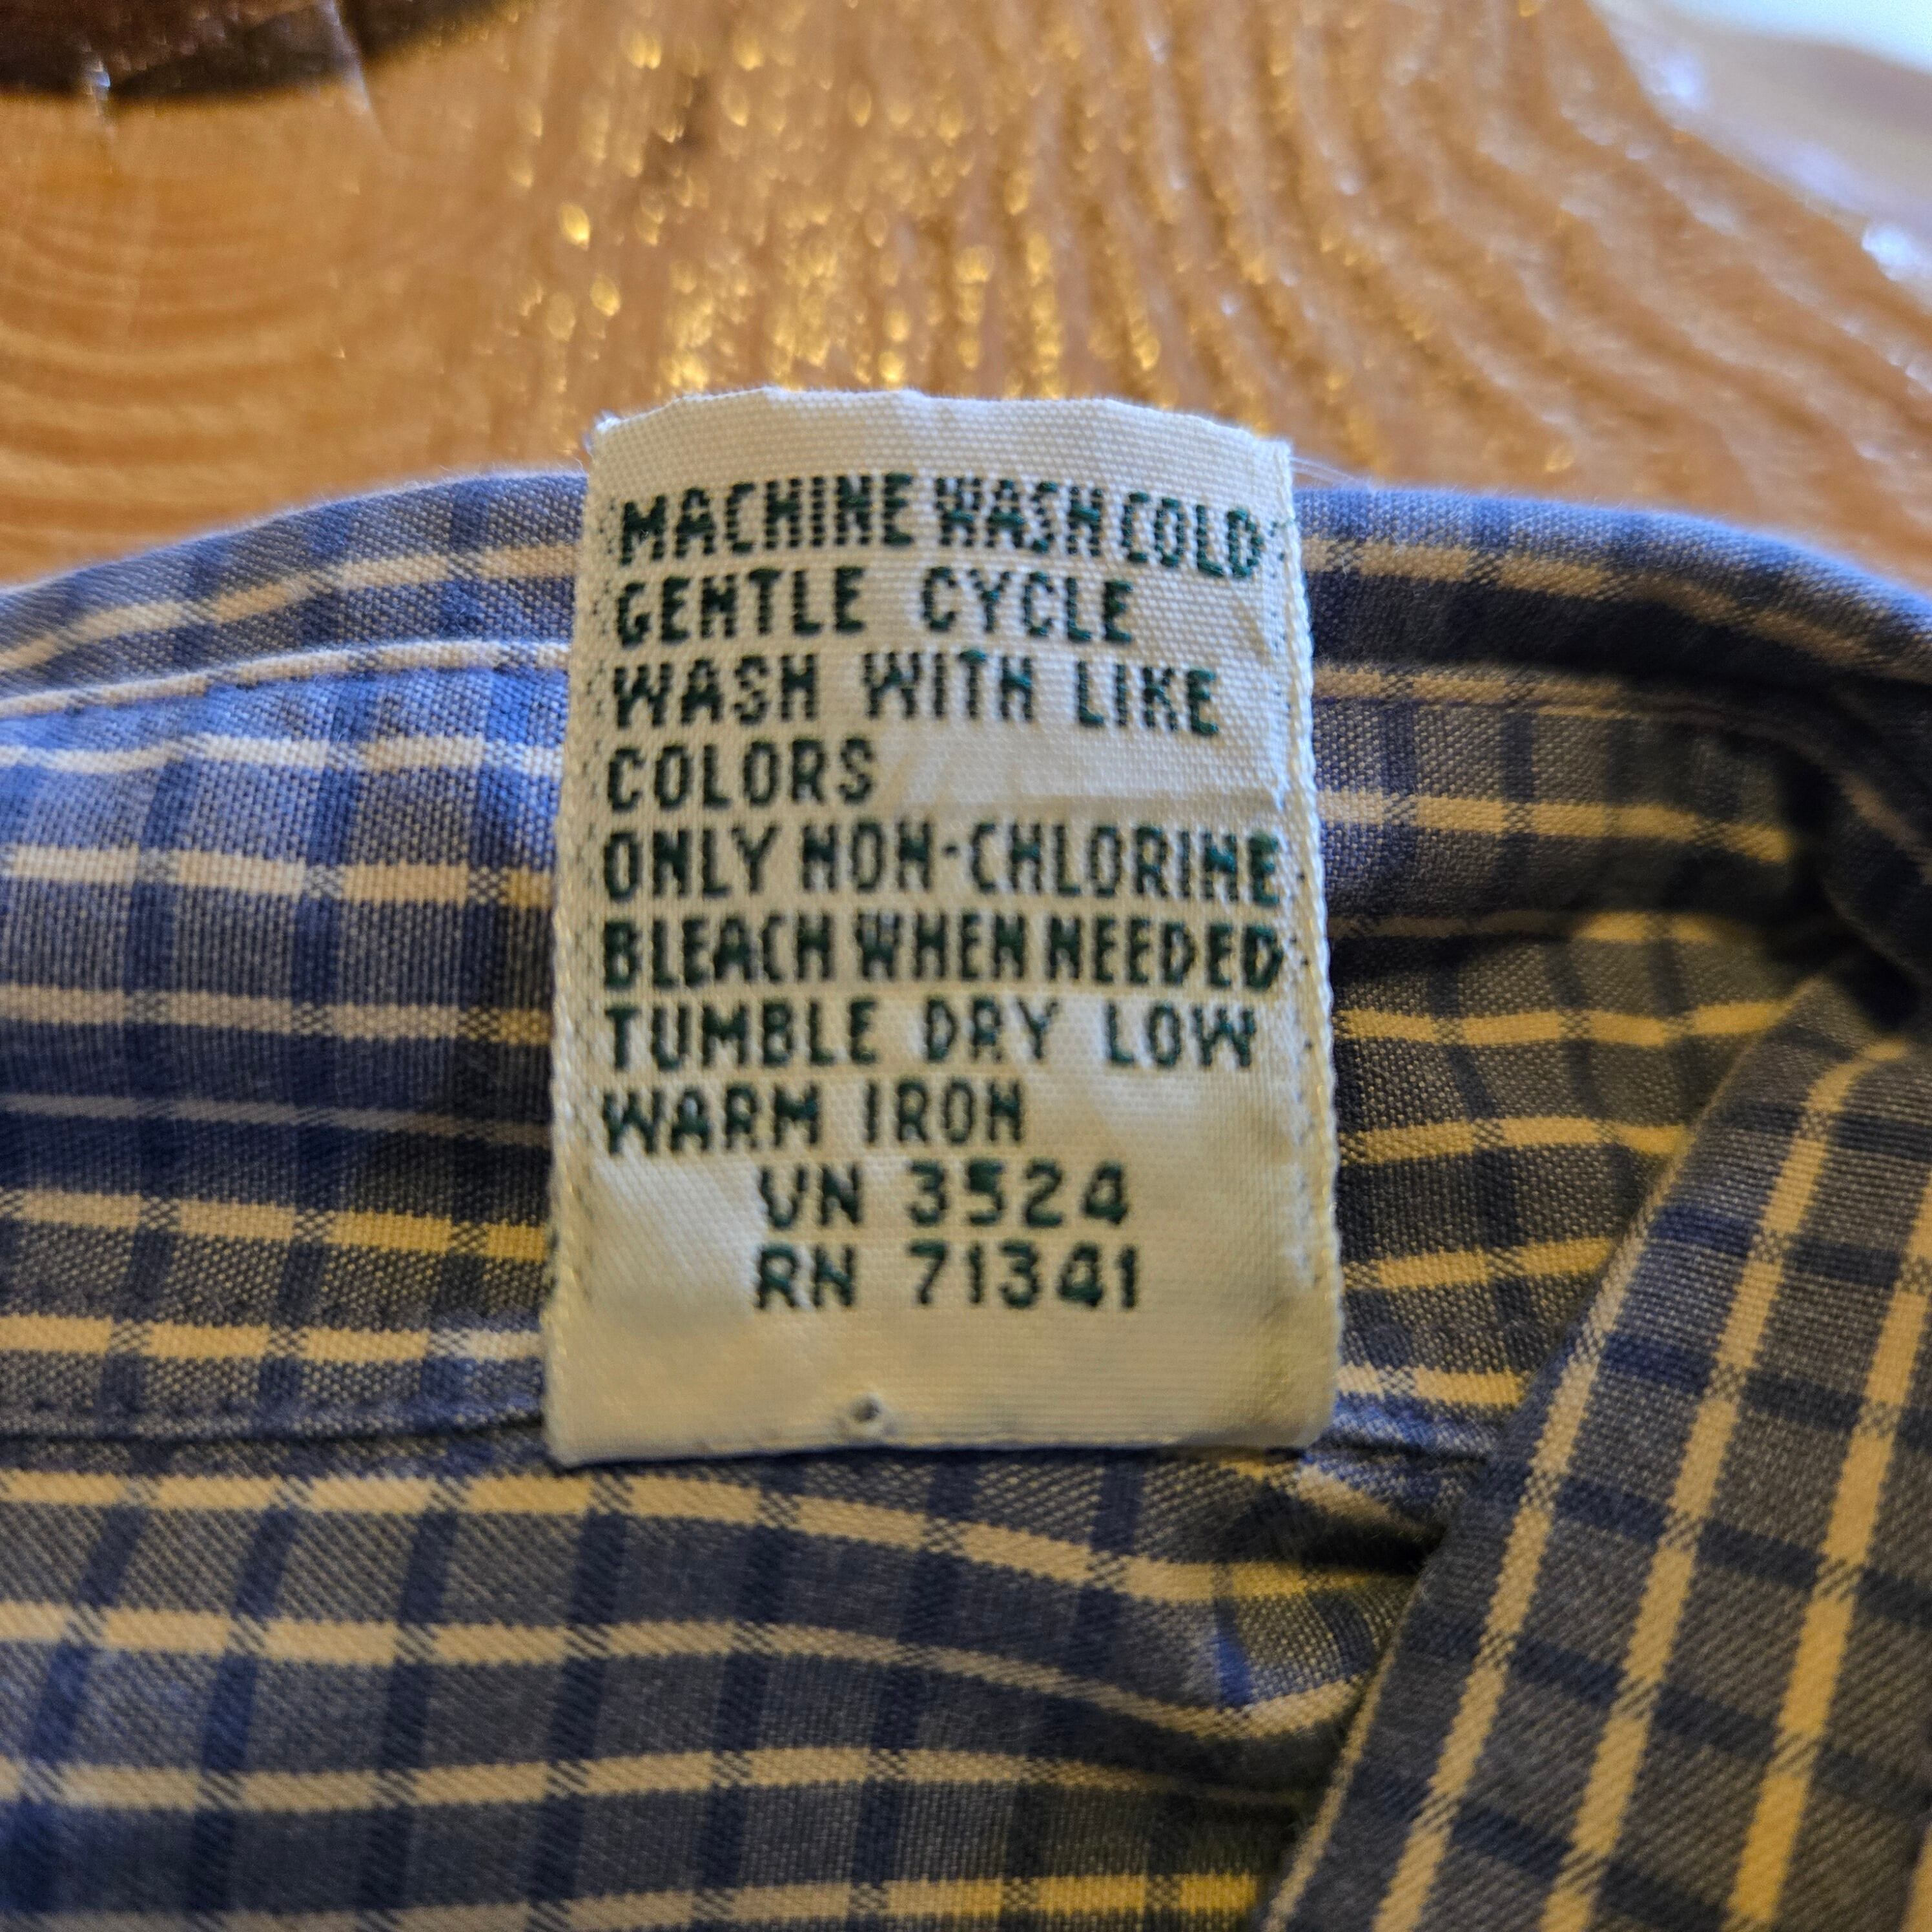 MACHINE WASH COLD
GENTLE CYCLE
WASH WITH LIKE
COLORS
ONLY NON-CHLORINE
BLEACH WHEN NEEDED
TUMBLE DRY LOW
WARM IRON
VN 3524
RN 71341